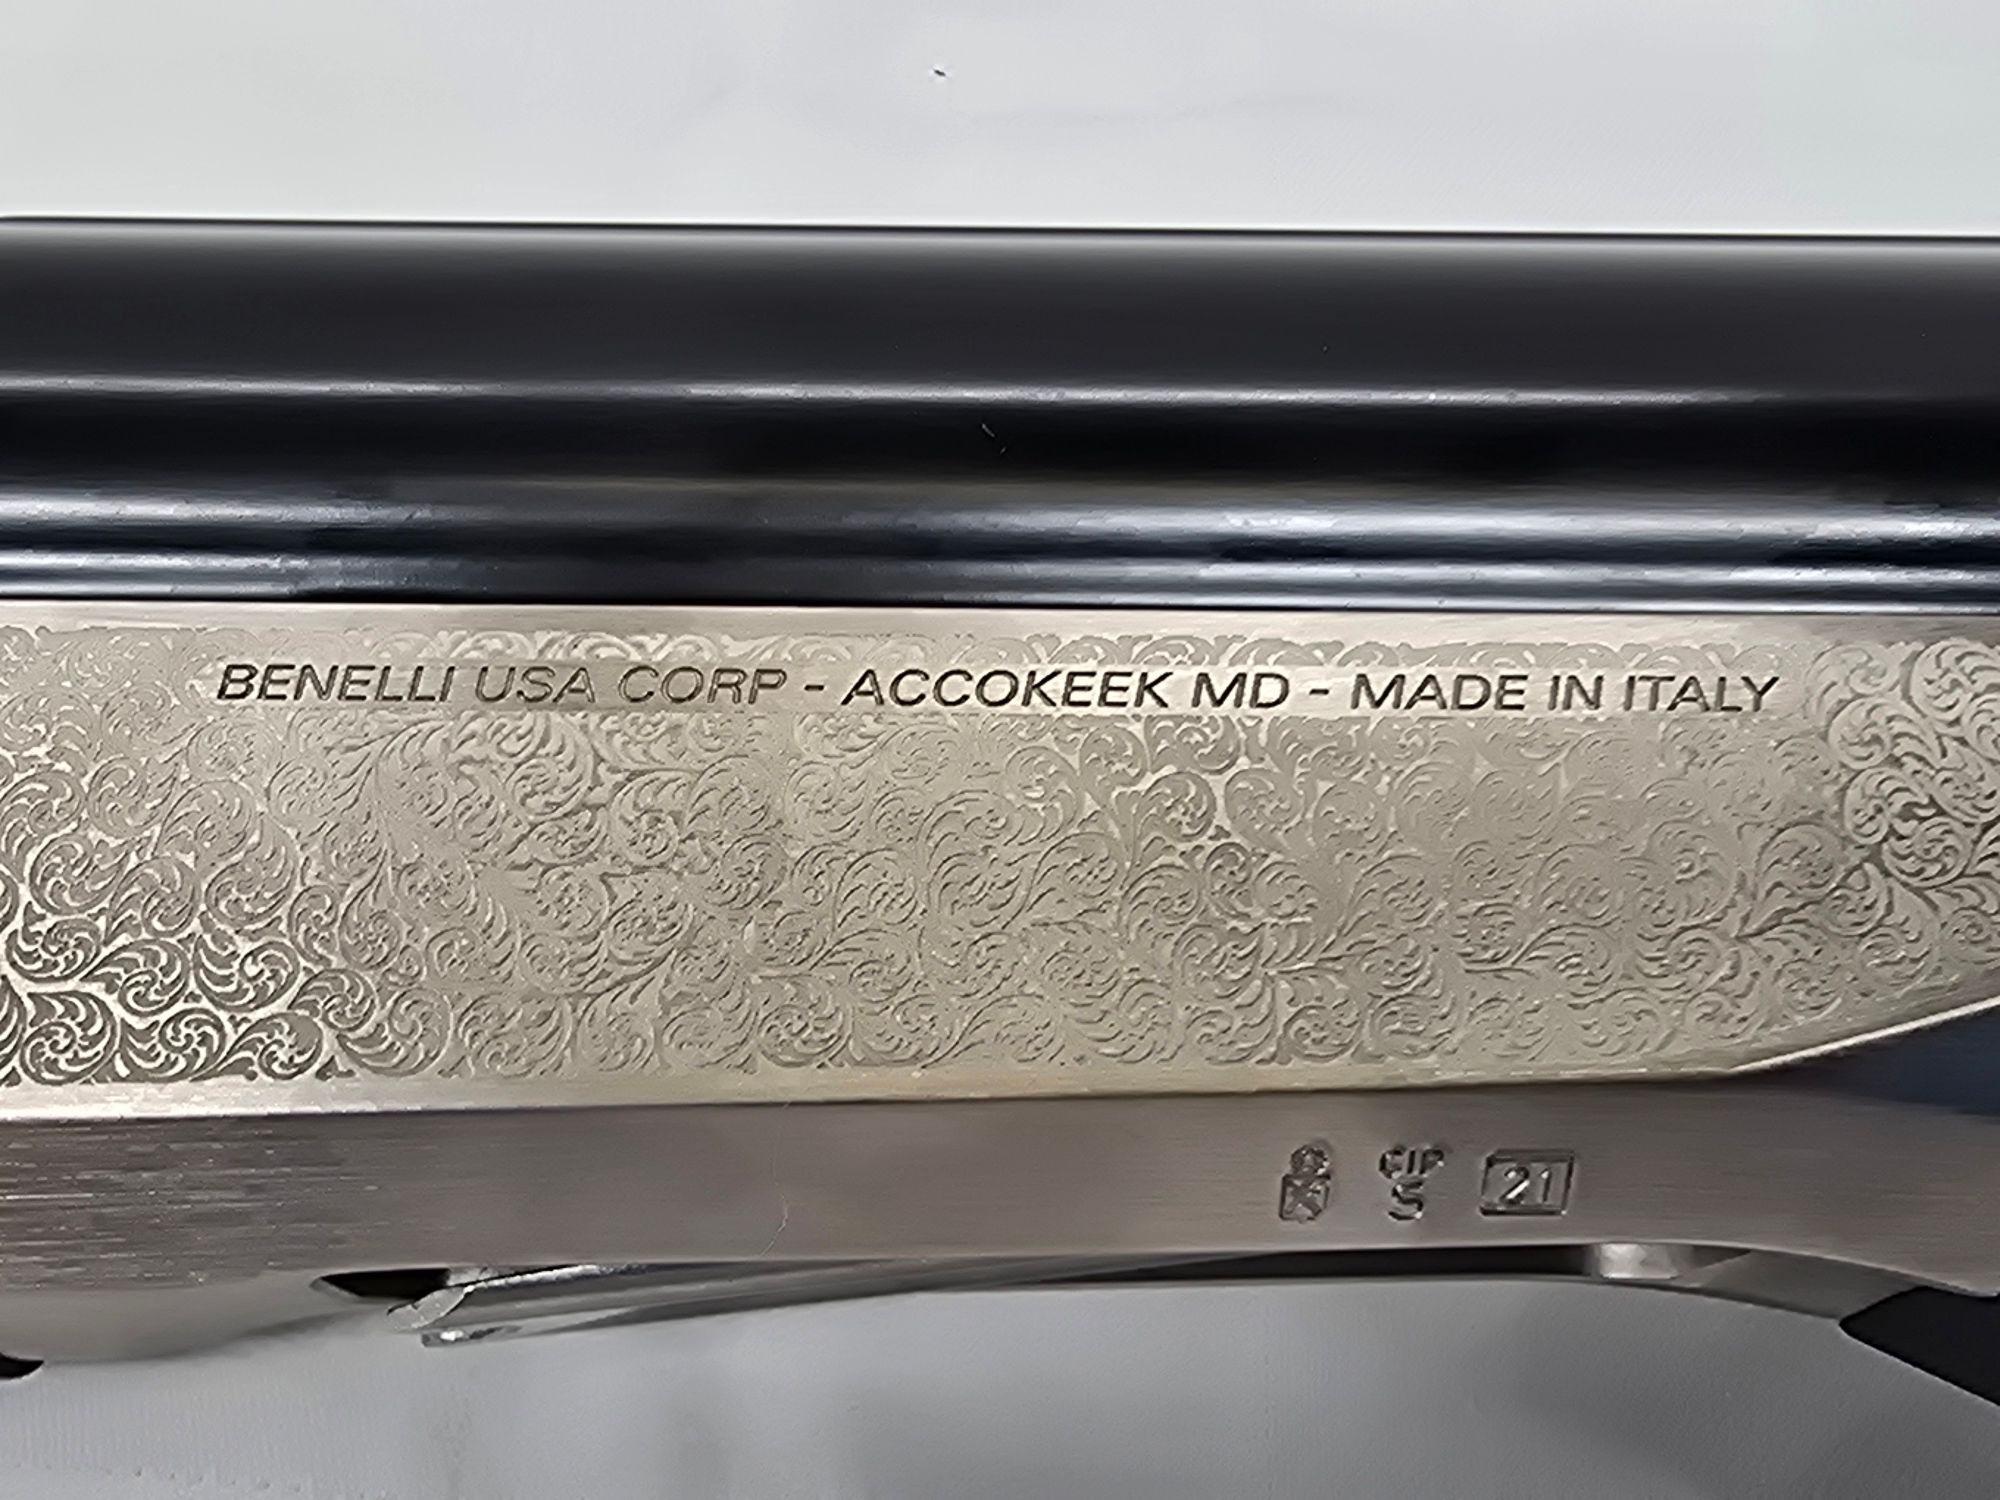 BENELLI USA CORP - ACCOKEEK MD - MADE IN ITALY
CIP
S
21